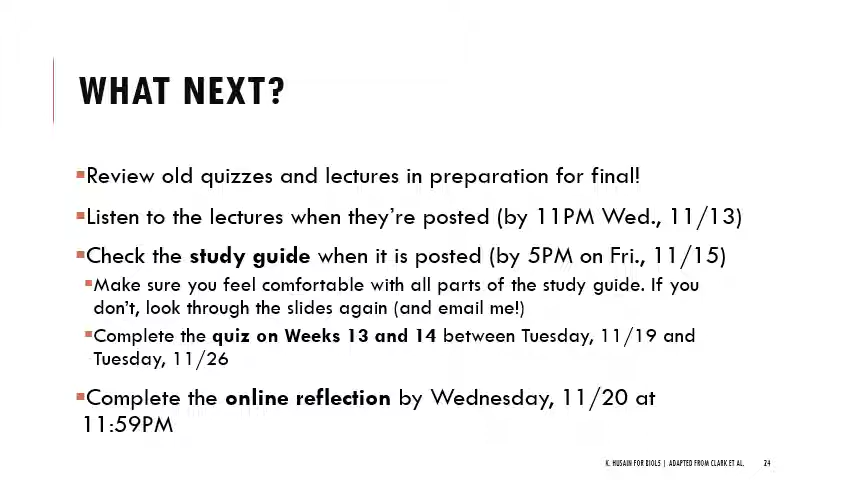 WHAT NEXT?
▪Review old quizzes and lectures in preparation for final!
▪Listen to the lectures when they're posted (by 11PM Wed., 11/13)
▪Check the study guide when it is posted (by 5PM on Fri., 11/15)
▪Make sure you feel comfortable with all parts of the study guide. If you
don't, look through the slides again (and email me!)
▪Complete the quiz on Weeks 13 and 14 between Tuesday, 11/19 and
Tuesday, 11/26
▪Complete the online reflection by Wednesday, 11/20 at
11:59PM
K. HUSAIN FOR BIOL5 | ADAPTED FROM CLARK ET AL. 24